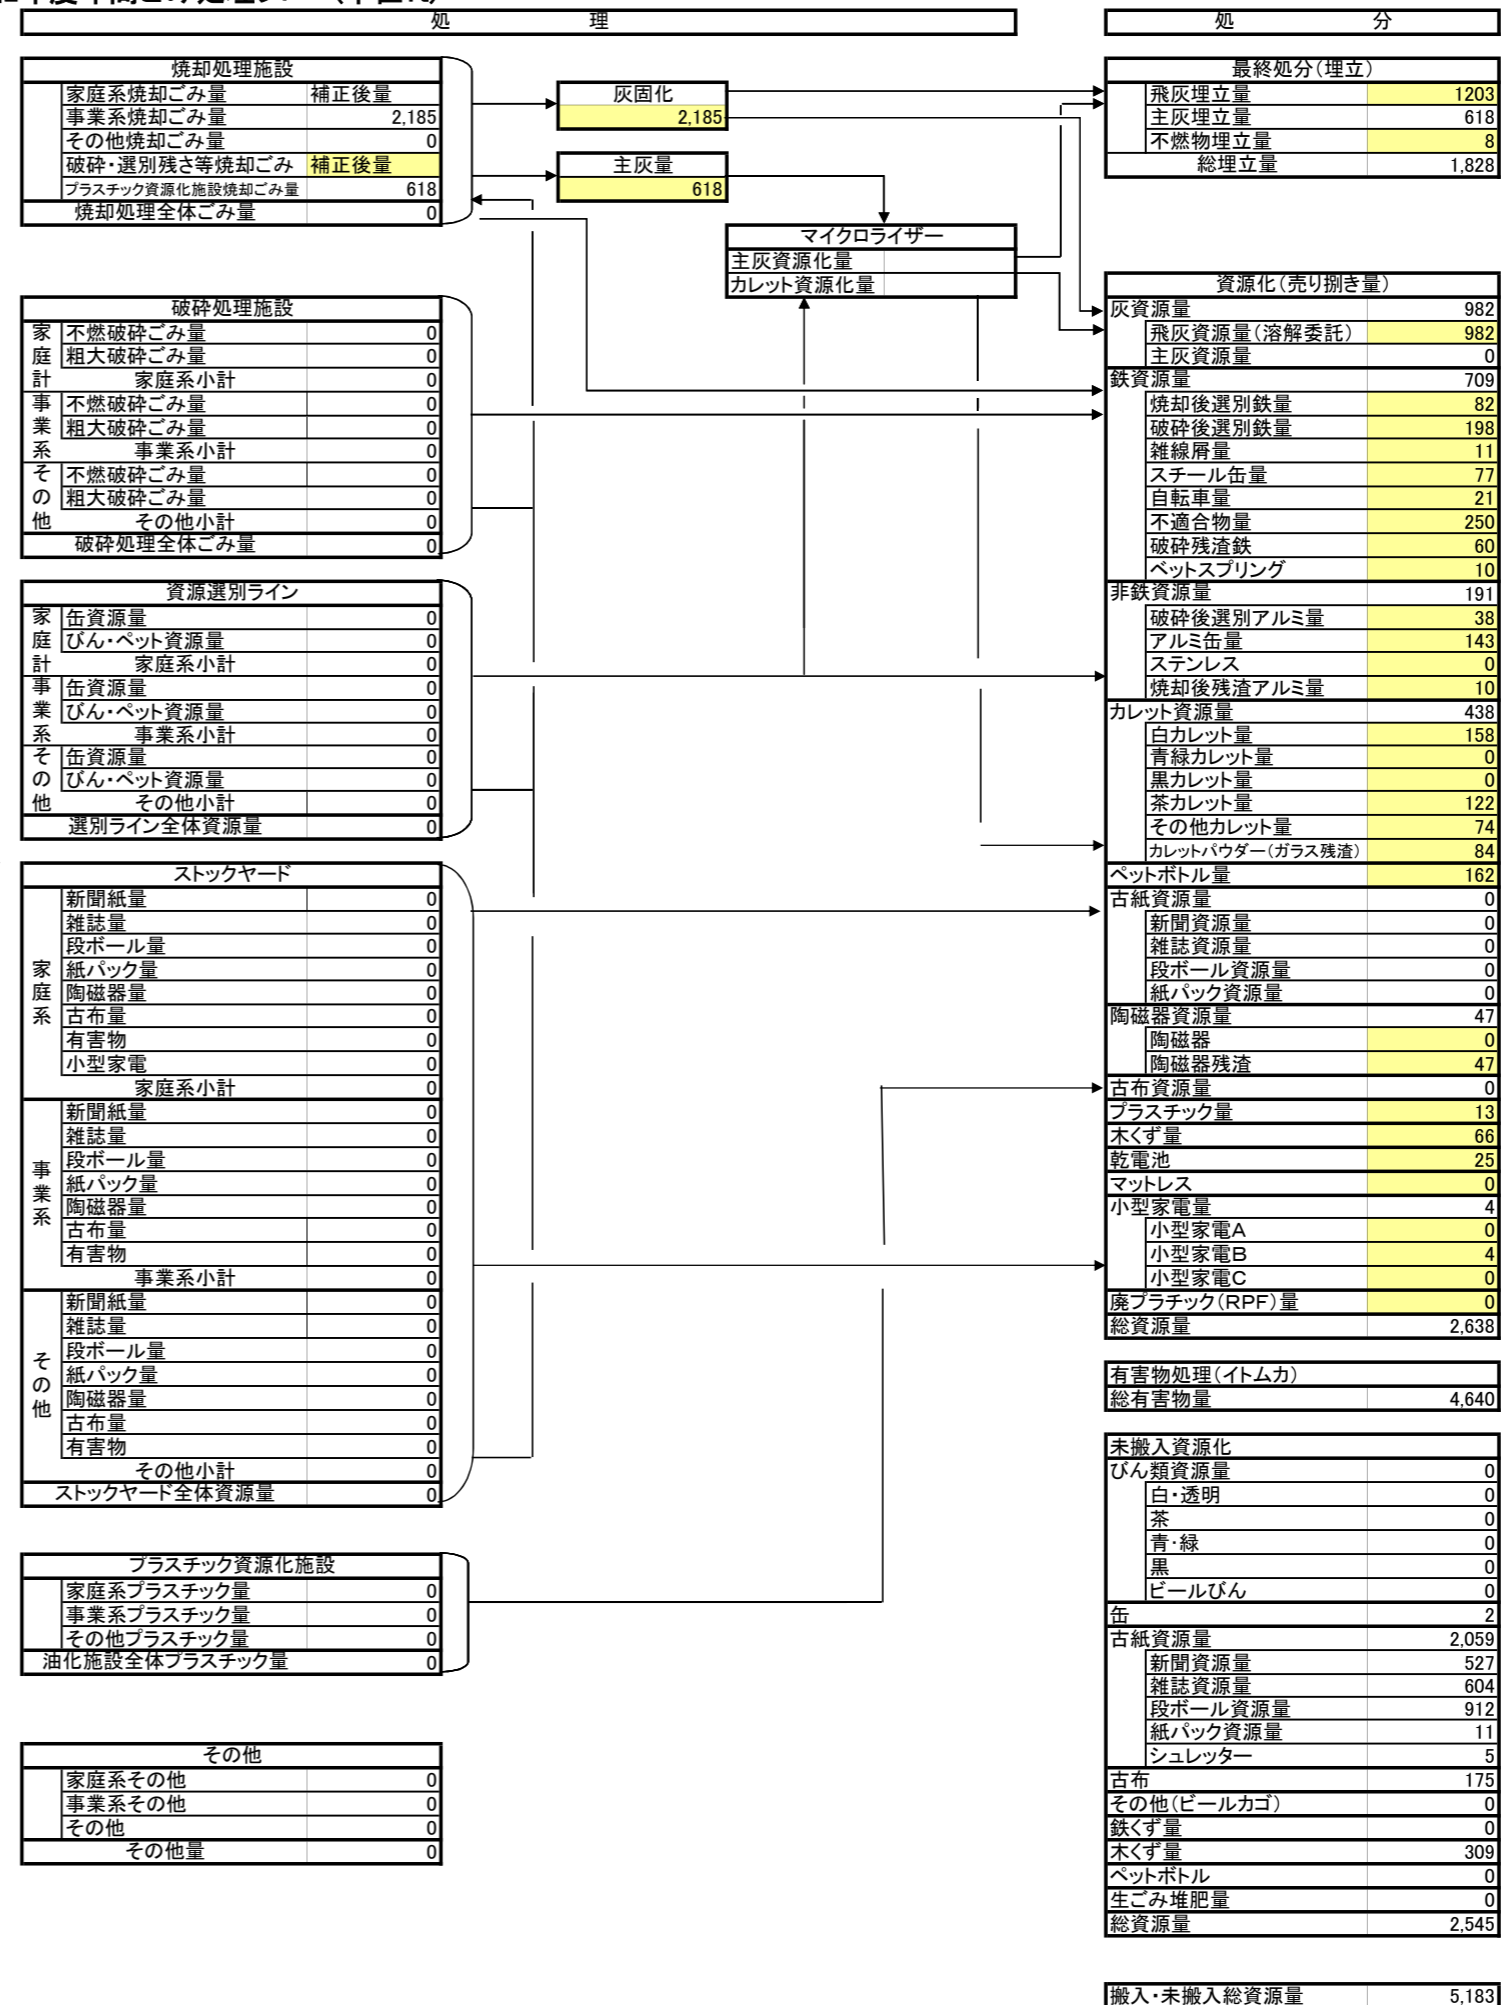 処　　　　　　理
焼却処理施設
家庭系焼却ごみ量 補正後量
事業系焼却ごみ量 2,185
その他焼却ごみ量 0
破砕・選別残さ等焼却ごみ 補正後量
プラスチック資源化施設焼却ごみ量 618
焼却処理全体ごみ量 0
灰固化
2,185
主灰量
618
マイクロライザー
主灰資源化量
カレット資源化量
破砕処理施設
家庭計
不燃破砕ごみ量 0
粗大破砕ごみ量 0
家庭系小計 0
事業系
不燃破砕ごみ量 0
粗大破砕ごみ量 0
事業系小計 0
その他
不燃破砕ごみ量 0
粗大破砕ごみ量 0
その他小計 0
破砕処理全体ごみ量 0
資源選別ライン
家庭計
缶資源量 0
びん・ペット資源量 0
家庭系小計 0
事業系
缶資源量 0
びん・ペット資源量 0
事業系小計 0
その他
缶資源量 0
びん・ペット資源量 0
その他小計 0
選別ライン全体資源量 0
ストックヤード
家庭系
新聞紙量 0
雑誌量 0
段ボール量 0
紙パック量 0
陶磁器量 0
古布量 0
有害物 0
小型家電 0
家庭系小計 0
事業系
新聞紙量 0
雑誌量 0
段ボール量 0
紙パック量 0
陶磁器量 0
古布量 0
有害物 0
事業系小計 0
その他
新聞紙量 0
雑誌量 0
段ボール量 0
紙パック量 0
陶磁器量 0
古布量 0
有害物 0
その他小計 0
ストックヤード全体資源量 0
プラスチック資源化施設
家庭系プラスチック量 0
事業系プラスチック量 0
その他プラスチック量 0
油化施設全体プラスチック量 0
その他
家庭系その他 0
事業系その他 0
その他 0
その他量 0
処　　　　　　分
最終処分(埋立)
飛灰埋立量 1203
主灰埋立量 618
不燃物埋立量 8
総埋立量 1,828
資源化(売り捌き量)
灰資源量 982
飛灰資源量(溶解委託) 982
主灰資源量 0
鉄資源量 709
焼却後選別鉄量 82
破砕後選別鉄量 198
雑線屑量 11
スチール缶量 77
自転車量 21
不適合物量 250
破砕残渣鉄 60
ベットスプリング 10
非鉄資源量 191
破砕後選別アルミ量 38
アルミ缶量 143
ステンレス 0
焼却後残渣アルミ量 10
カレット資源量 438
白カレット量 158
青緑カレット量 0
黒カレット量 0
茶カレット量 122
その他カレット量 74
カレットパウダー(ガラス残渣) 84
ペットボトル量 162
古紙資源量 0
新聞資源量 0
雑誌資源量 0
段ボール資源量 0
紙パック資源量 0
陶磁器資源量 47
陶磁器 0
陶磁器残渣 47
古布資源量 0
プラスチック量 13
木くず量 66
乾電池 25
マットレス 0
小型家電量 4
小型家電A 0
小型家電B 4
小型家電C 0
廃プラチック(RPF)量 0
総資源量 2,638
有害物処理(イトムカ)
総有害物量 4,640
未搬入資源化
びん類資源量 0
白・透明 0
茶 0
青・緑 0
黒 0
ビールびん 0
缶 2
古紙資源量 2,059
新聞資源量 527
雑誌資源量 604
段ボール資源量 912
紙パック資源量 11
シュレッター 5
古布 175
その他(ビールカゴ) 0
鉄くず量 0
木くず量 309
ペットボトル 0
生ごみ堆肥量 0
総資源量 2,545
搬入・未搬入総資源量 5,183